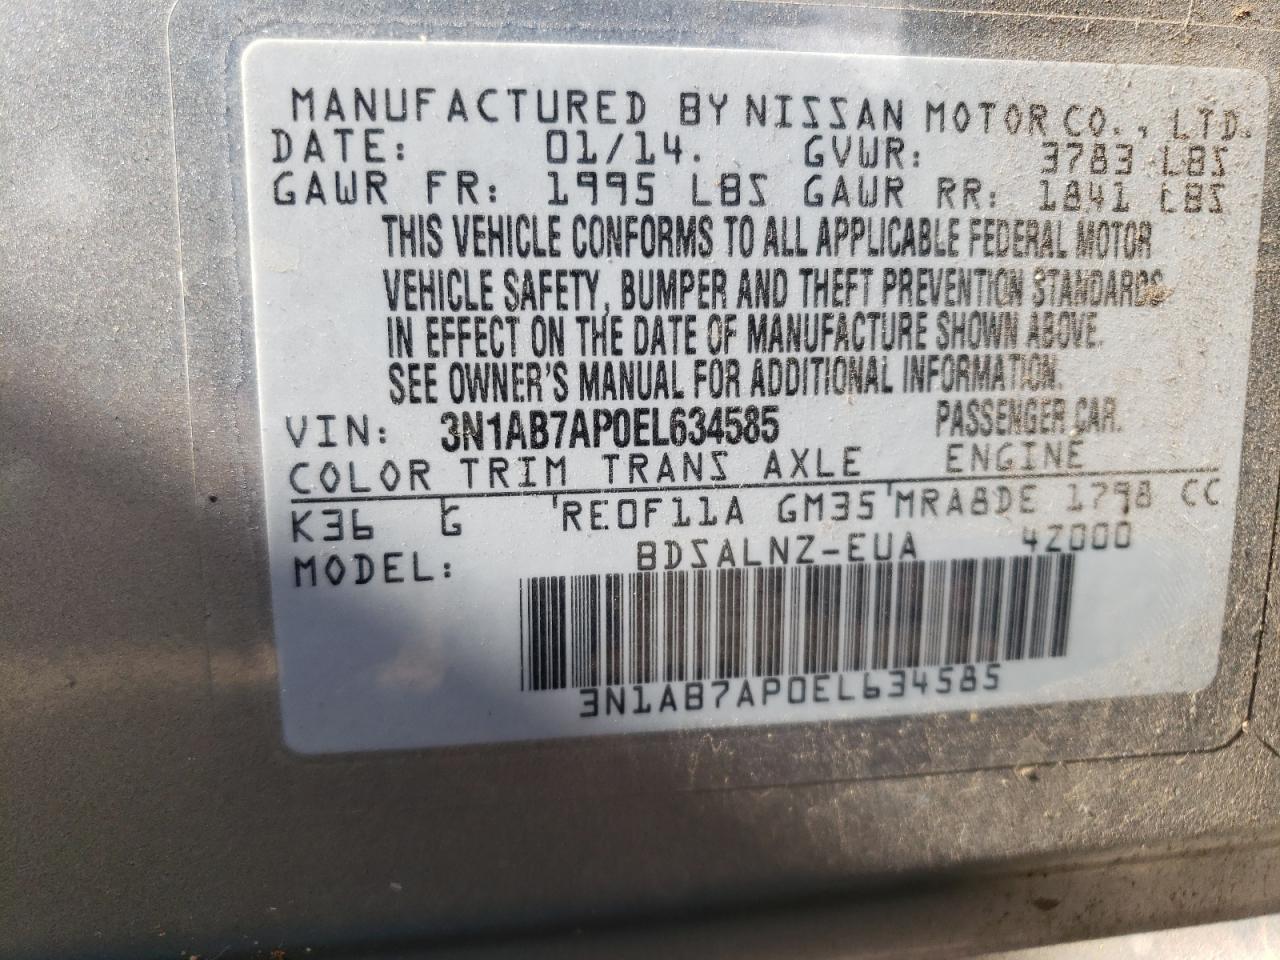 MANUFACTURED BY NISSAN MOTOR CO., LTD.
DATE: 01/14. GVWR: 3783 LBS
GAWR FR: 1995 LBS GAWR RR: 1841 LBS
THIS VEHICLE CONFORMS TO ALL APPLICABLE FEDERAL MOTOR
VEHICLE SAFETY, BUMPER AND THEFT PREVENTION STANDARDS
IN EFFECT ON THE DATE OF MANUFACTURE SHOWN ABOVE.
SEE OWNER'S MANUAL FOR ADDITIONAL INFORMATION.
VIN: 3N1AB7AP0EL634585 PASSENGER CAR.
COLOR TRIM TRANS AXLE ENGINE
K36 G RE0F11A GM35 MRA8DE 1798 CC
MODEL: BDSALNZ-EUA 4Z000
3N1AB7AP0EL634585